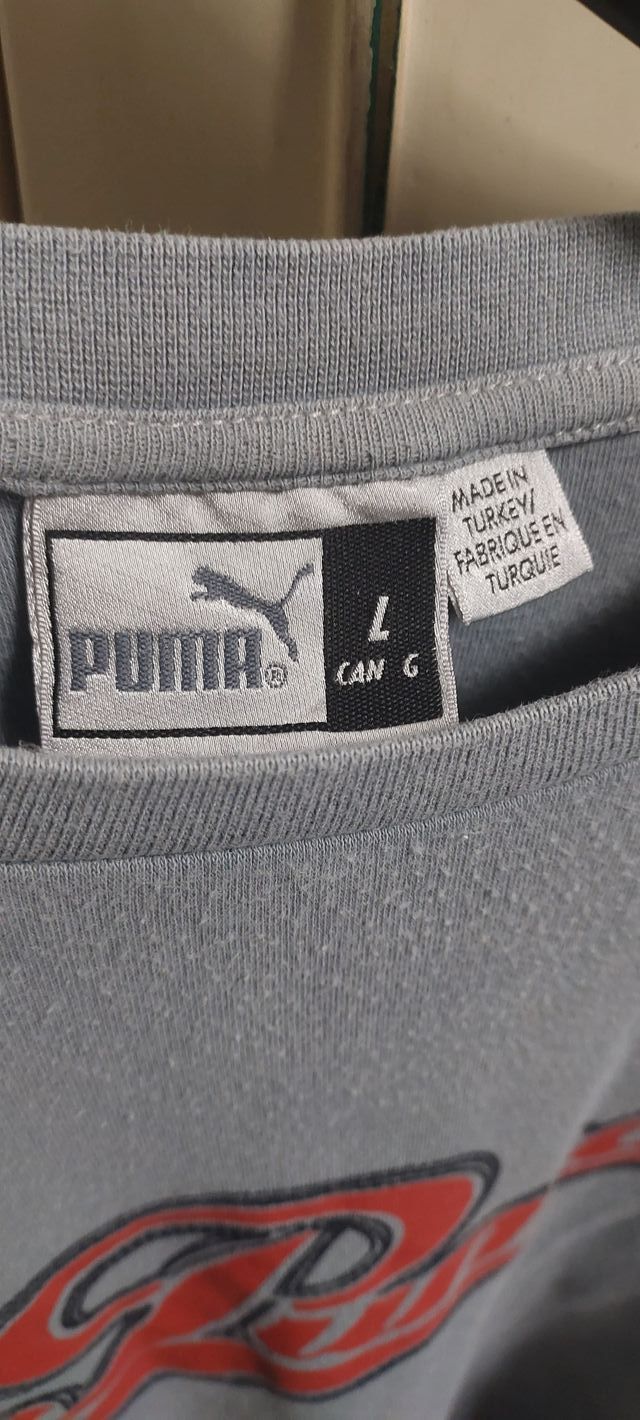 PUMA®
L
CAN G
MADE IN
TURKEY/
FABRIQUE EN
TURQUIE